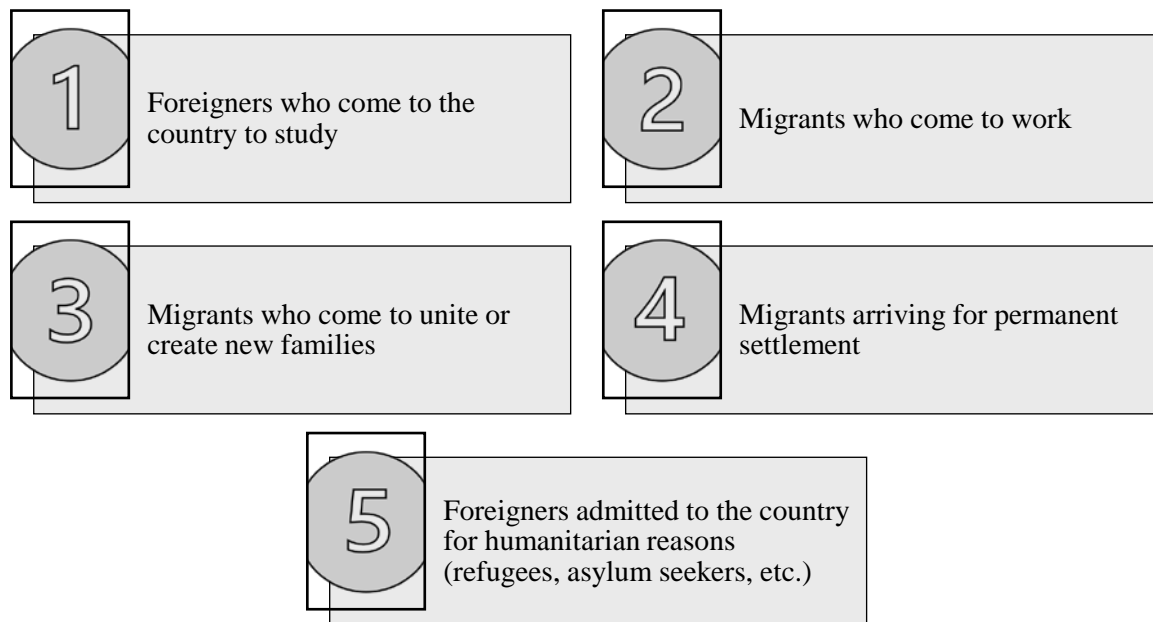 1
Foreigners who come to the
country to study
2
Migrants who come to work
3
Migrants who come to unite or
create new families
4
Migrants arriving for permanent
settlement
5
Foreigners admitted to the country
for humanitarian reasons
(refugees, asylum seekers, etc.)